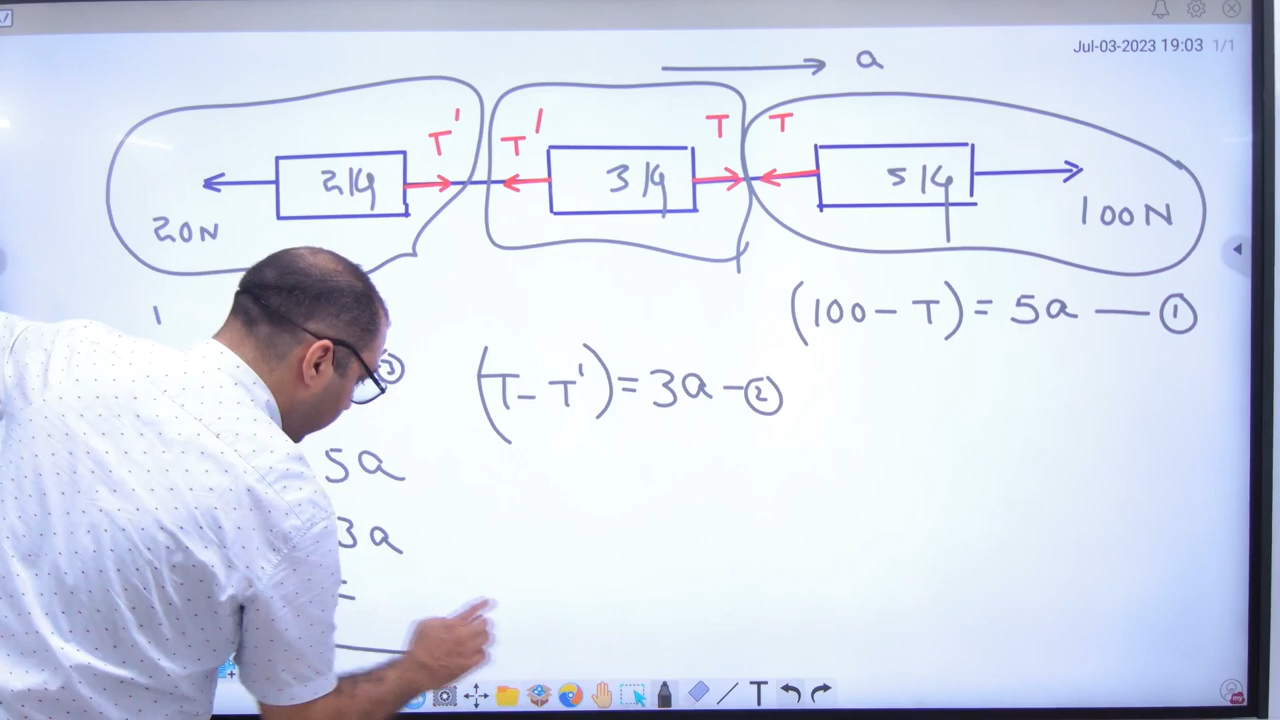 Jul-03-2023 19:03 1/1
a
T' T' T T
2kg 3kg 5kg
20N 100N
(100 - T) = 5a — ①
(T - T') = 3a - ②
③
5a
3a
=
T